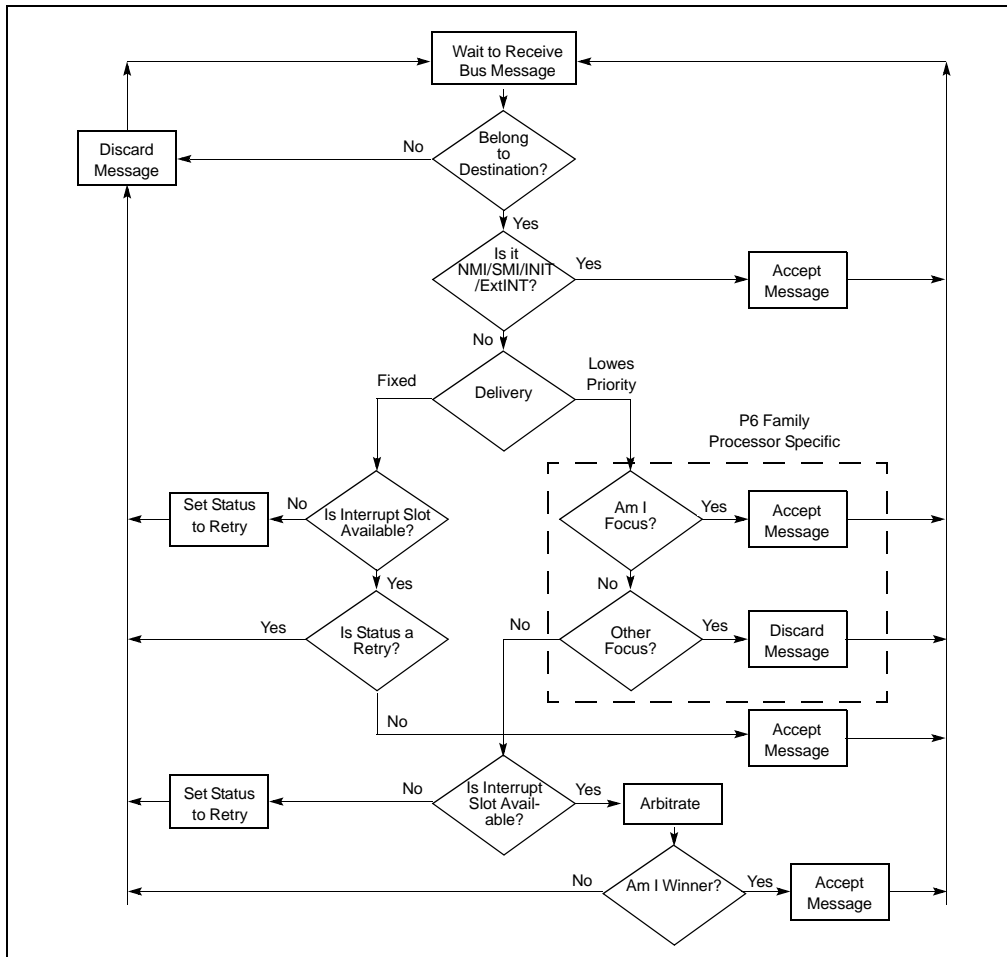 Wait to Receive
Bus Message
Belong
to
Destination?
No
Discard
Message
Yes
Is it
NMI/SMI/INIT
/ExtINT?
Yes
Accept
Message
No
Delivery
Fixed
Lowes
Priority
P6 Family
Processor Specific
Set Status
to Retry
No
Is Interrupt Slot
Available?
Am I
Focus?
Yes
Accept
Message
Yes
No
Yes
Is Status a
Retry?
No
Other
Focus?
Yes
Discard
Message
No
Accept
Message
Set Status
to Retry
No
Is Interrupt
Slot Avail-
able?
Yes
Arbitrate
No
Am I Winner?
Yes
Accept
Message